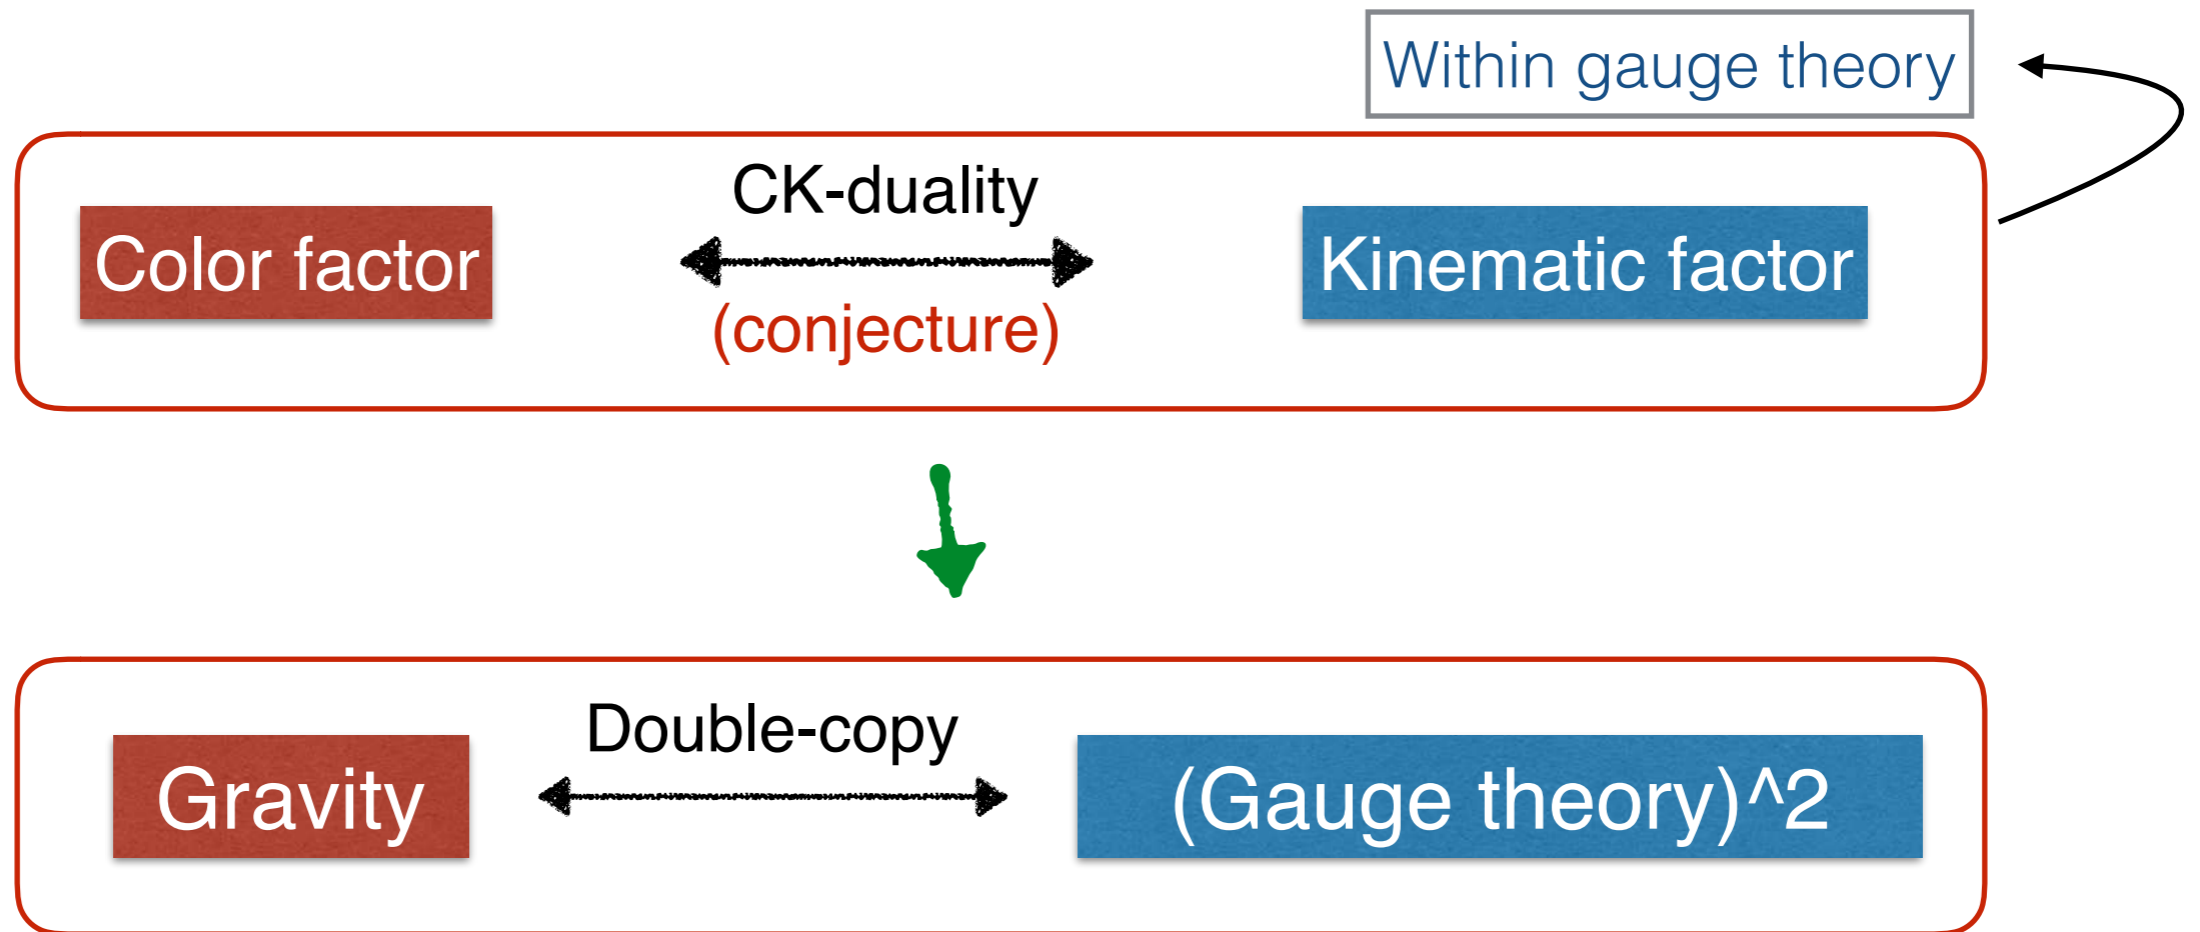 Within gauge theory
CK-duality
Color factor
Kinematic factor
(conjecture)
Double-copy
Gravity
(Gauge theory)^2